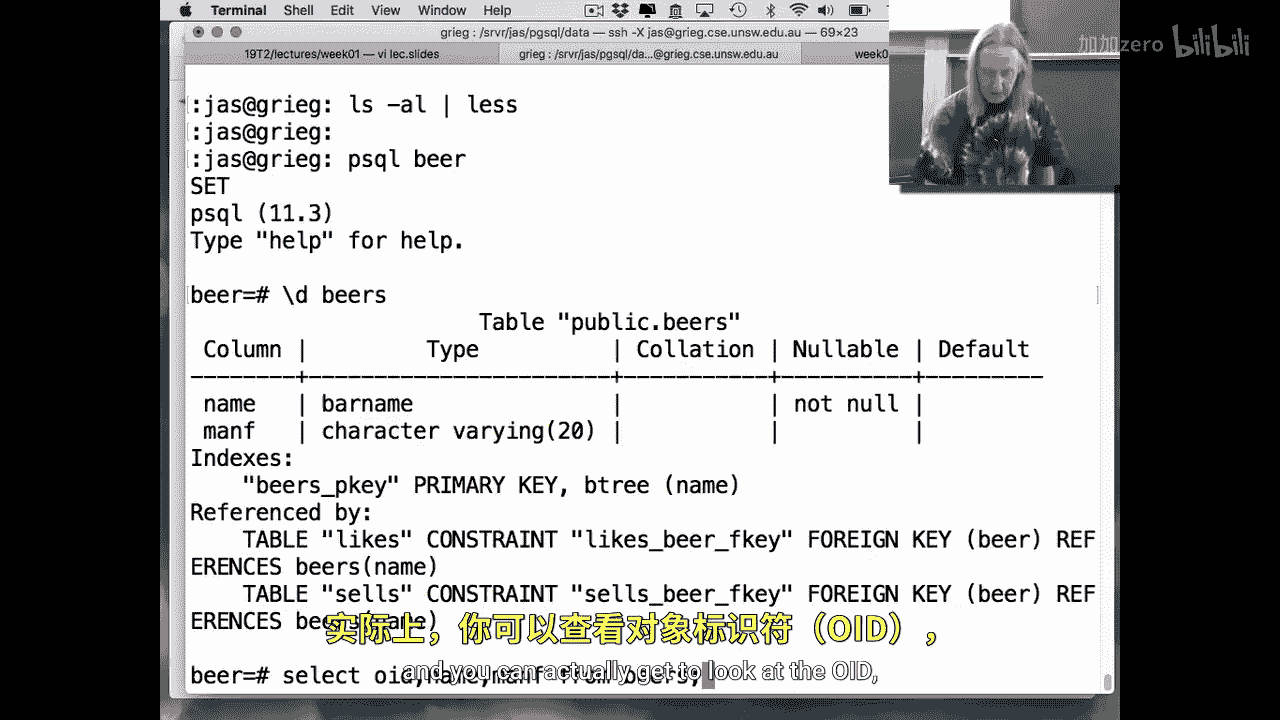 Terminal Shell Edit View Window Help
grieg : /srvr/jas/pgsql/data — ssh -X jas@grieg.cse.unsw.edu.au — 69×23
19T2/lectures/week01 — vi lec.slides
grieg : /srvr/jas/pgsql/da...@grieg.cse.unsw.edu.au
week0
加加zero bilibili
:jas@grieg: ls -al | less
:jas@grieg:
:jas@grieg: psql beer
SET
psql (11.3)
Type "help" for help.
beer=# \d beers
Table "public.beers"
Column | Type | Collation | Nullable | Default
--------+-----------------------+-----------+----------+---------
name | barname | | not null |
manf | character varying(20) | | |
Indexes:
"beers_pkey" PRIMARY KEY, btree (name)
Referenced by:
TABLE "likes" CONSTRAINT "likes_beer_fkey" FOREIGN KEY (beer) REF
ERENCES beers(name)
TABLE "sells" CONSTRAINT "sells_beer_fkey" FOREIGN KEY (beer) REF
ERENCES
实际上，你可以查看对象标识符（OID），
beer=# select oid,
and you can actually get to look at the OID,